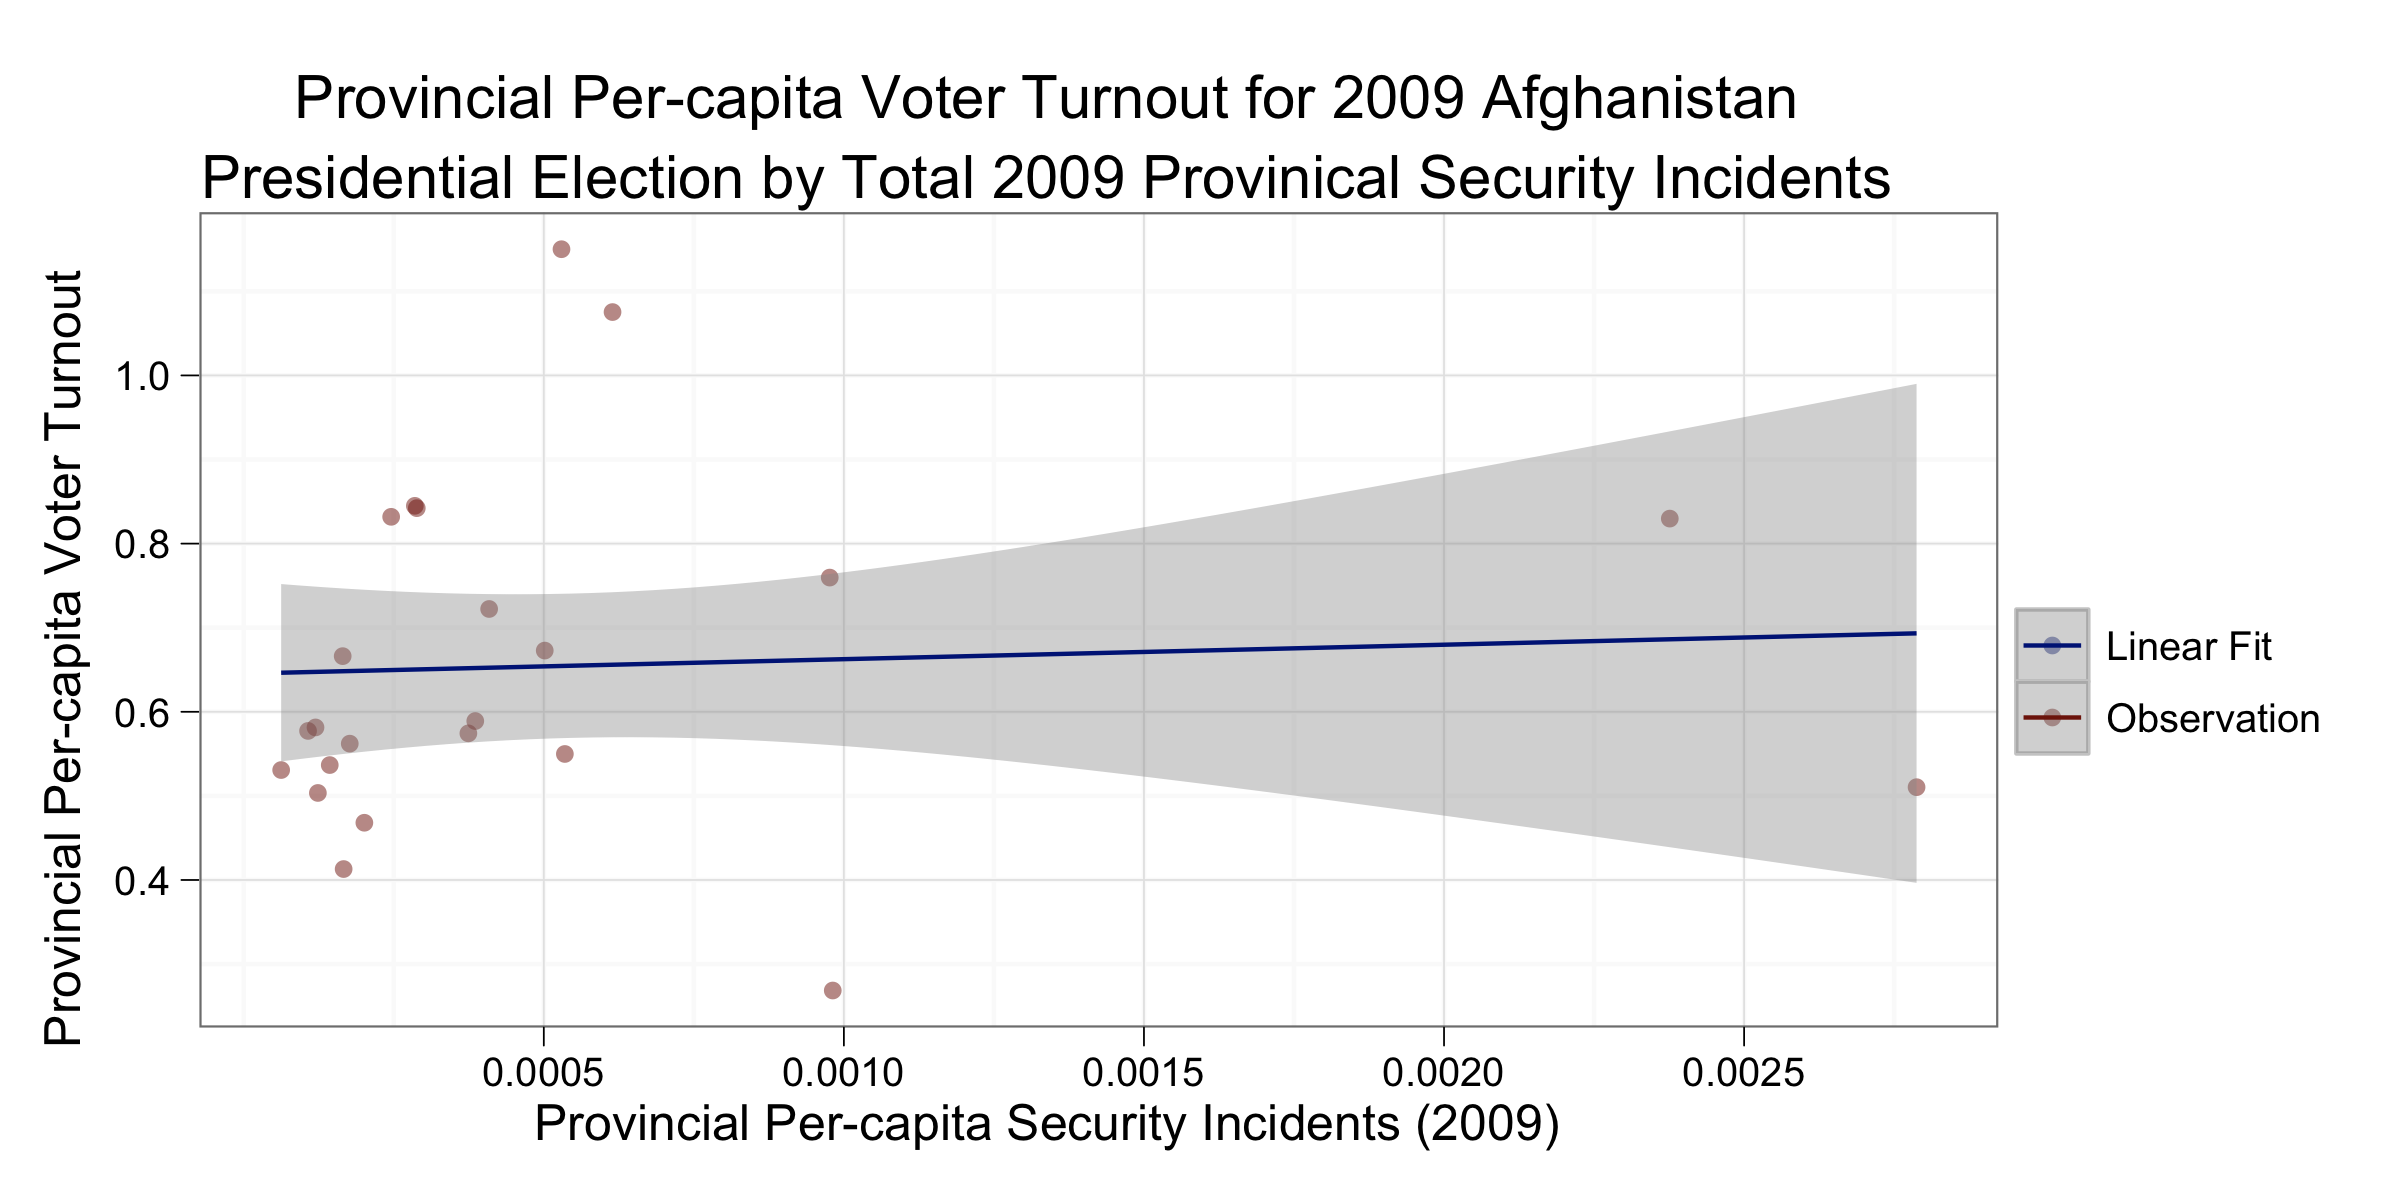 Provincial Per-capita Voter Turnout for 2009 Afghanistan
Presidential Election by Total 2009 Provinical Security Incidents
Provincial Per-capita Voter Turnout
1.0
0.8
0.6
0.4
0.0005
0.0010
0.0015
0.0020
0.0025
Provincial Per-capita Security Incidents (2009)
Linear Fit
Observation